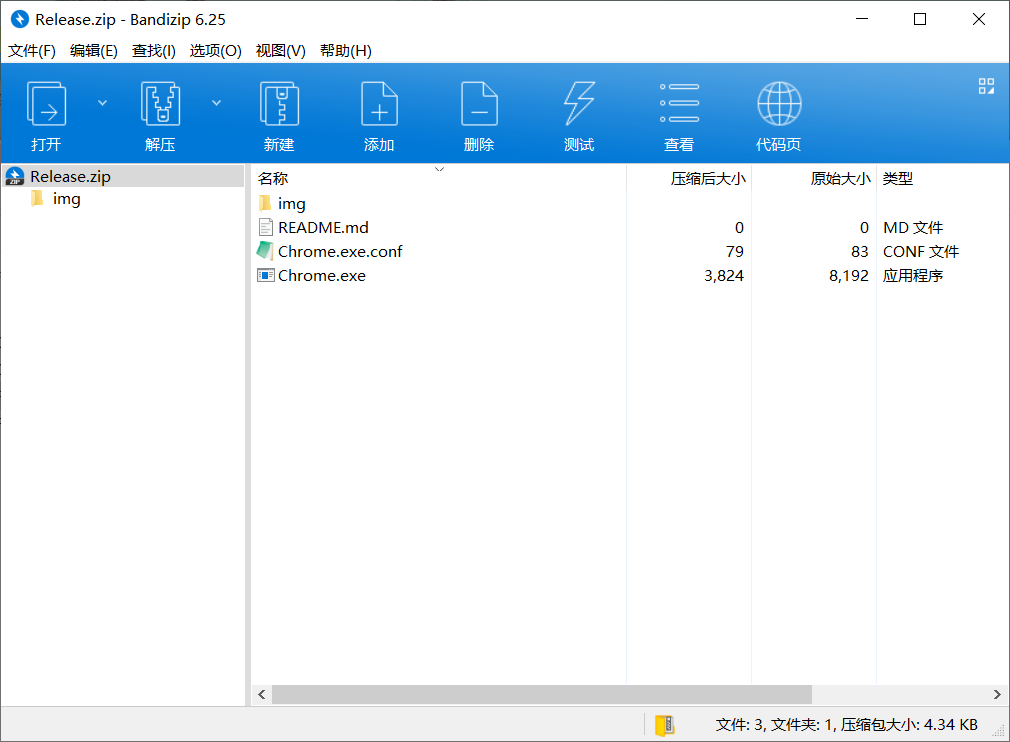 Release.zip - Bandizip 6.25
文件(F) 编辑(E) 查找(I) 选项(O) 视图(V) 帮助(H)
打开 解压 新建 添加 删除 测试 查看 代码页
Release.zip
img
名称 压缩后大小 原始大小 类型
img
README.md 0 0 MD 文件
Chrome.exe.conf 79 83 CONF 文件
Chrome.exe 3,824 8,192 应用程序
文件: 3, 文件夹: 1, 压缩包大小: 4.34 KB